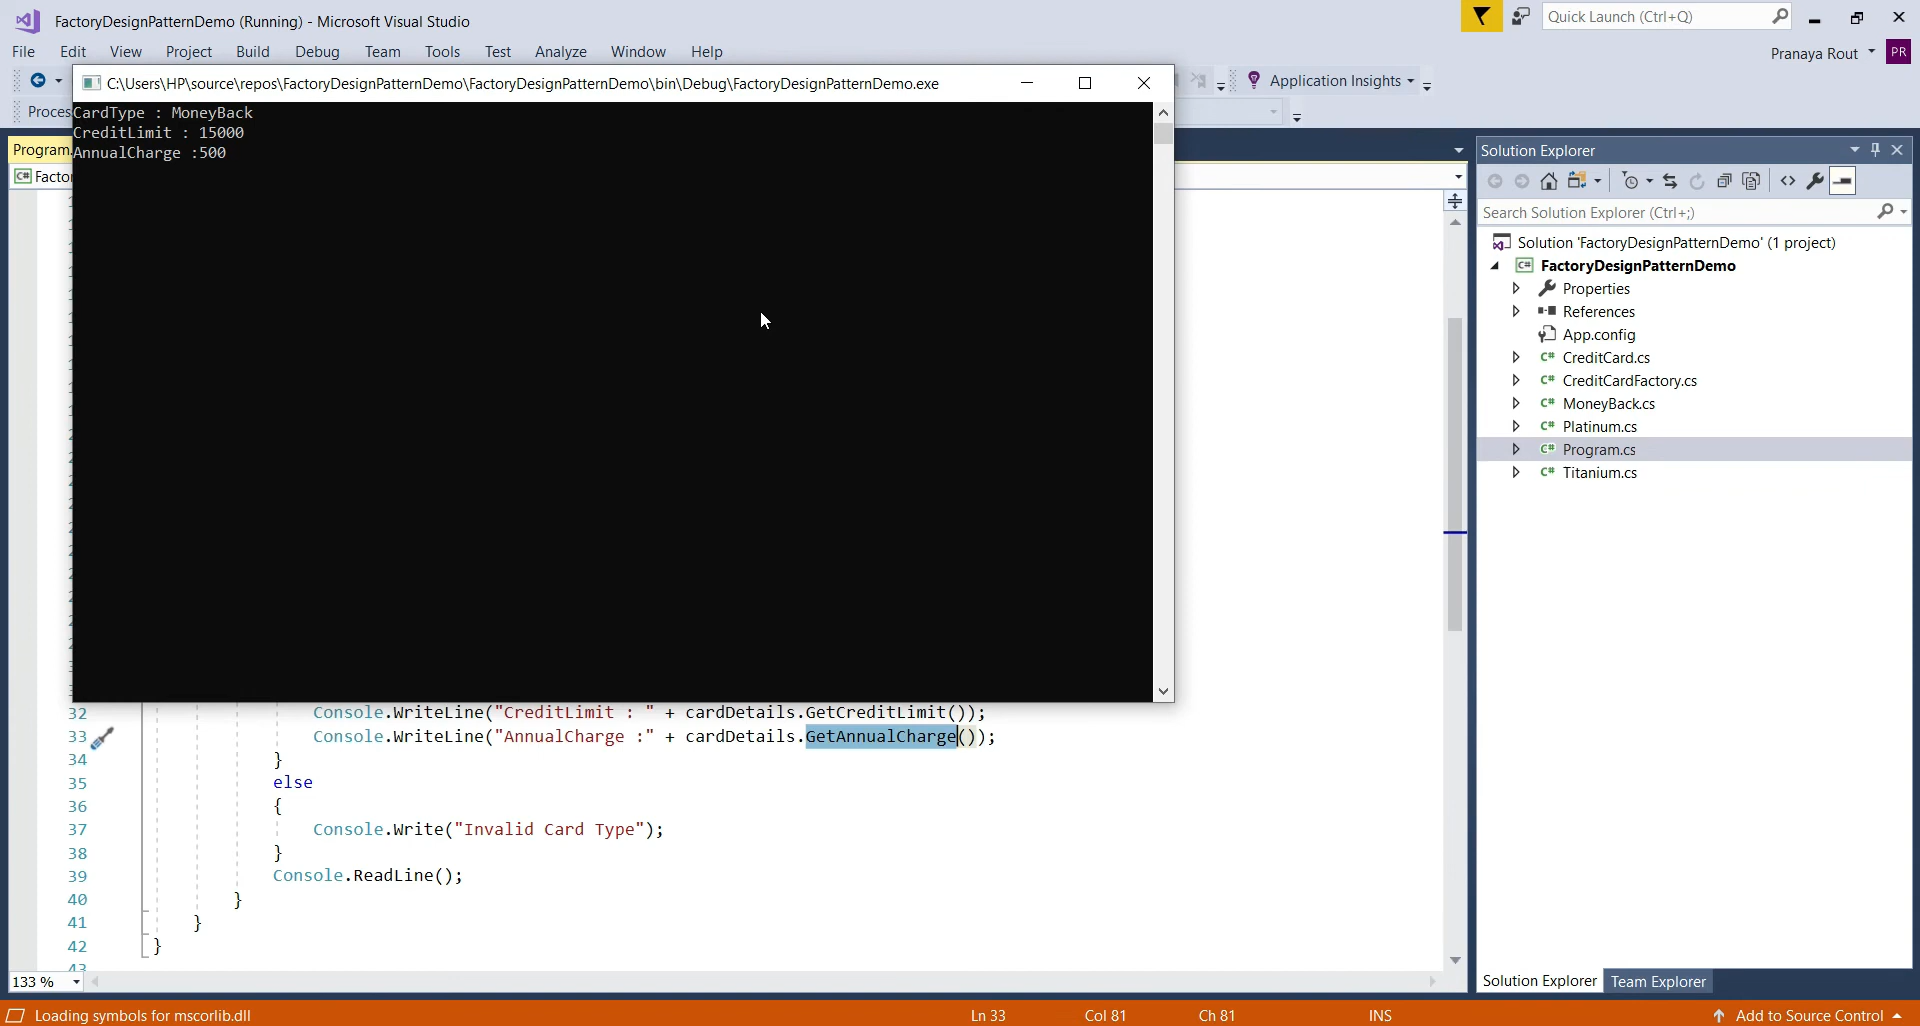 FactoryDesignPatternDemo (Running) - Microsoft Visual Studio
Quick Launch (Ctrl+Q)
File Edit View Project Build Debug Team Tools Test Analyze Window Help
Pranaya Rout PR
C:\Users\HP\source\repos\FactoryDesignPatternDemo\FactoryDesignPatternDemo\bin\Debug\FactoryDesignPatternDemo.exe
Application Insights
Proces
CardType : MoneyBack
CreditLimit : 15000
AnnualCharge :500
Program
C# Facto
Solution Explorer
Search Solution Explorer (Ctrl+;)
Solution 'FactoryDesignPatternDemo' (1 project)
C# FactoryDesignPatternDemo
Properties
References
App.config
C# CreditCard.cs
C# CreditCardFactory.cs
C# MoneyBack.cs
C# Platinum.cs
C# Program.cs
C# Titanium.cs
32 Console.WriteLine("CreditLimit : " + cardDetails.GetCreditLimit());
33 Console.WriteLine("AnnualCharge :" + cardDetails.GetAnnualCharge());
34 }
35 else
36 {
37 Console.Write("Invalid Card Type");
38 }
39 Console.ReadLine();
40 }
41 }
42 }
43
133 %
Solution Explorer Team Explorer
Loading symbols for mscorlib.dll Ln 33 Col 81 Ch 81 INS Add to Source Control